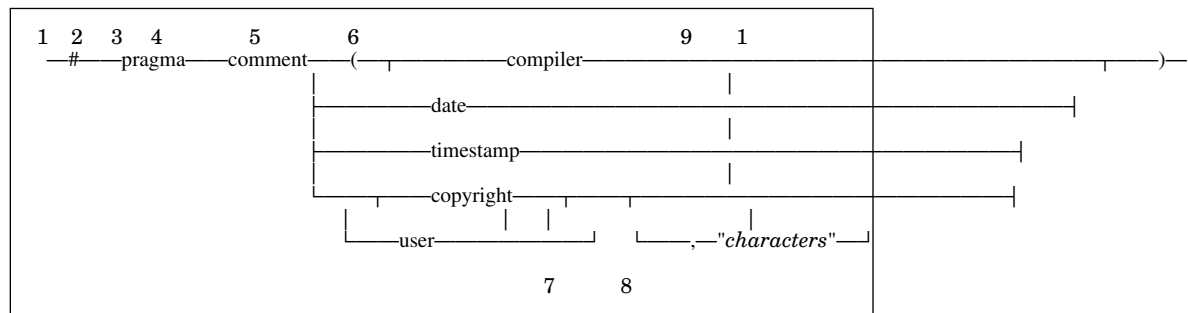 1 2 3 4 5 6 9 1
# pragma comment ( compiler )
date
timestamp
copyright
user , "characters"
7 8